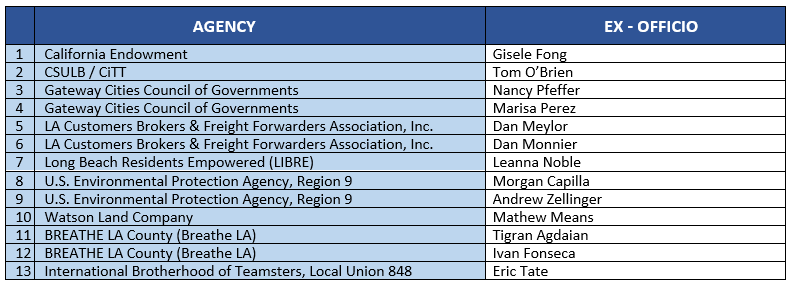 AGENCY EX - OFFICIO
1 California Endowment Gisele Fong
2 CSULB / CiTT Tom O’Brien
3 Gateway Cities Council of Governments Nancy Pfeffer
4 Gateway Cities Council of Governments Marisa Perez
5 LA Customers Brokers & Freight Forwarders Association, Inc. Dan Meylor
6 LA Customers Brokers & Freight Forwarders Association, Inc. Dan Monnier
7 Long Beach Residents Empowered (LIBRE) Leanna Noble
8 U.S. Environmental Protection Agency, Region 9 Morgan Capilla
9 U.S. Environmental Protection Agency, Region 9 Andrew Zellinger
10 Watson Land Company Mathew Means
11 BREATHE LA County (Breathe LA) Tigran Agdaian
12 BREATHE LA County (Breathe LA) Ivan Fonseca
13 International Brotherhood of Teamsters, Local Union 848 Eric Tate